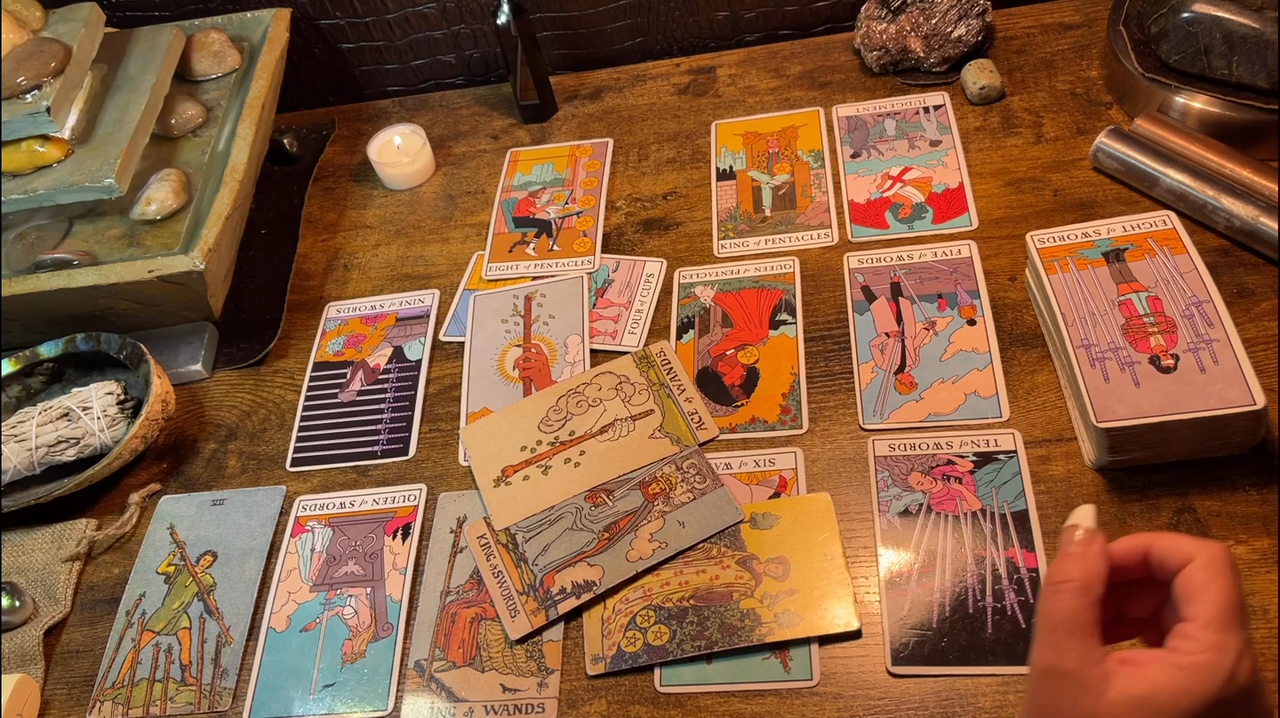 JUDGEMENT
XX
KING of PENTACLES
EIGHT of PENTACLES
EIGHT of SWORDS
FIVE of SWORDS
QUEEN of PENTACLES
FOUR of CUPS
NINE of SWORDS
ACE of WANDS.
TEN of SWORDS
SIX
QUEEN of SWORDS
VII
KING of SWORDS.
of WANDS